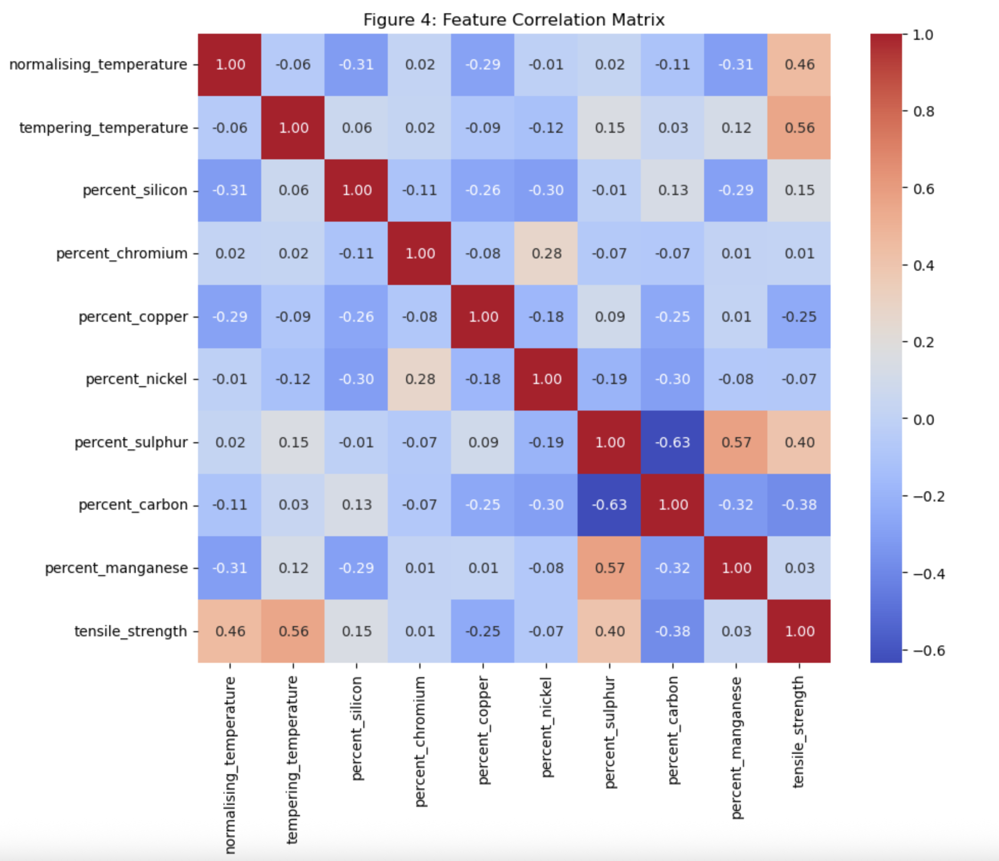 Figure 4: Feature Correlation Matrix
normalising_temperature 1.00 -0.06 -0.31 0.02 -0.29 -0.01 0.02 -0.11 -0.31 0.46
tempering_temperature -0.06 1.00 0.06 0.02 -0.09 -0.12 0.15 0.03 0.12 0.56
percent_silicon -0.31 0.06 1.00 -0.11 -0.26 -0.30 -0.01 0.13 -0.29 0.15
percent_chromium 0.02 0.02 -0.11 1.00 -0.08 0.28 -0.07 -0.07 0.01 0.01
percent_copper -0.29 -0.09 -0.26 -0.08 1.00 -0.18 0.09 -0.25 0.01 -0.25
percent_nickel -0.01 -0.12 -0.30 0.28 -0.18 1.00 -0.19 -0.30 -0.08 -0.07
percent_sulphur 0.02 0.15 -0.01 -0.07 0.09 -0.19 1.00 -0.63 0.57 0.40
percent_carbon -0.11 0.03 0.13 -0.07 -0.25 -0.30 -0.63 1.00 -0.32 -0.38
percent_manganese -0.31 0.12 -0.29 0.01 0.01 -0.08 0.57 -0.32 1.00 0.03
tensile_strength 0.46 0.56 0.15 0.01 -0.25 -0.07 0.40 -0.38 0.03 1.00
normalising_temperature
tempering_temperature
percent_silicon
percent_chromium
percent_copper
percent_nickel
percent_sulphur
percent_carbon
percent_manganese
tensile_strength
1.0
0.8
0.6
0.4
0.2
0.0
−0.2
−0.4
−0.6